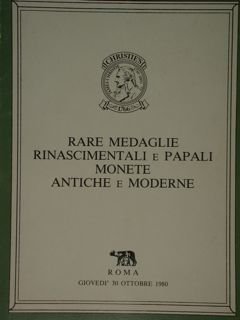 CHRISTIE'S
1766
RARE MEDAGLIE
RINASCIMENTALI E PAPALI
MONETE
ANTICHE E MODERNE
ROMA
GIOVEDI' 30 OTTOBRE 1980